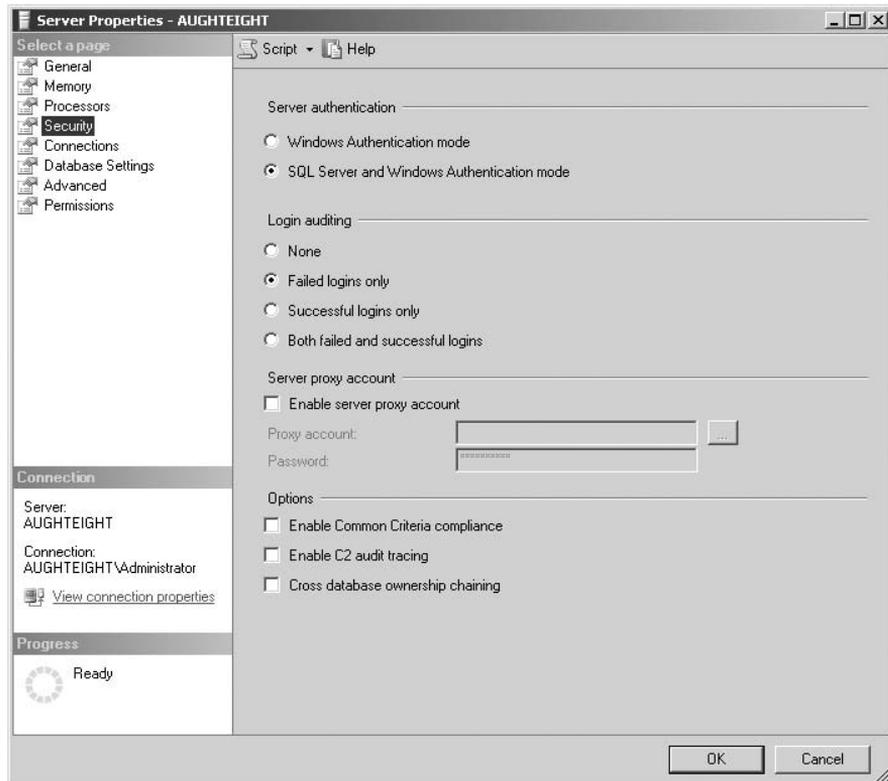 Server Properties - AUGHTEIGHT
Select a page
General
Memory
Processors
Security
Connections
Database Settings
Advanced
Permissions
Script
Help
Server authentication
Windows Authentication mode
SQL Server and Windows Authentication mode
Login auditing
None
Failed logins only
Successful logins only
Both failed and successful logins
Server proxy account
Enable server proxy account
Proxy account:
...
Password:
**********
Options
Enable Common Criteria compliance
Enable C2 audit tracing
Cross database ownership chaining
Connection
Server:
AUGHTEIGHT
Connection:
AUGHTEIGHT\Administrator
View connection properties
Progress
Ready
OK
Cancel